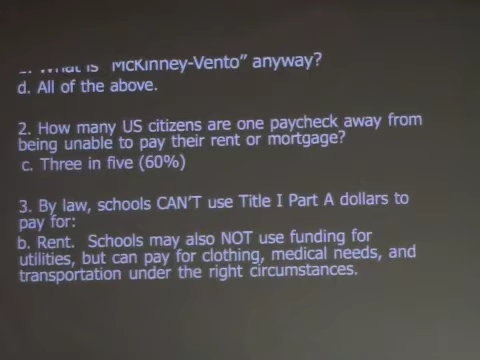 What is "McKinney-Vento" anyway?
d. All of the above.
2. How many US citizens are one paycheck away from
being unable to pay their rent or mortgage?
c. Three in five (60%)
3. By law, schools CAN'T use Title I Part A dollars to
pay for:
b. Rent.  Schools may also NOT use funding for
utilities, but can pay for clothing, medical needs, and
transportation under the right circumstances.